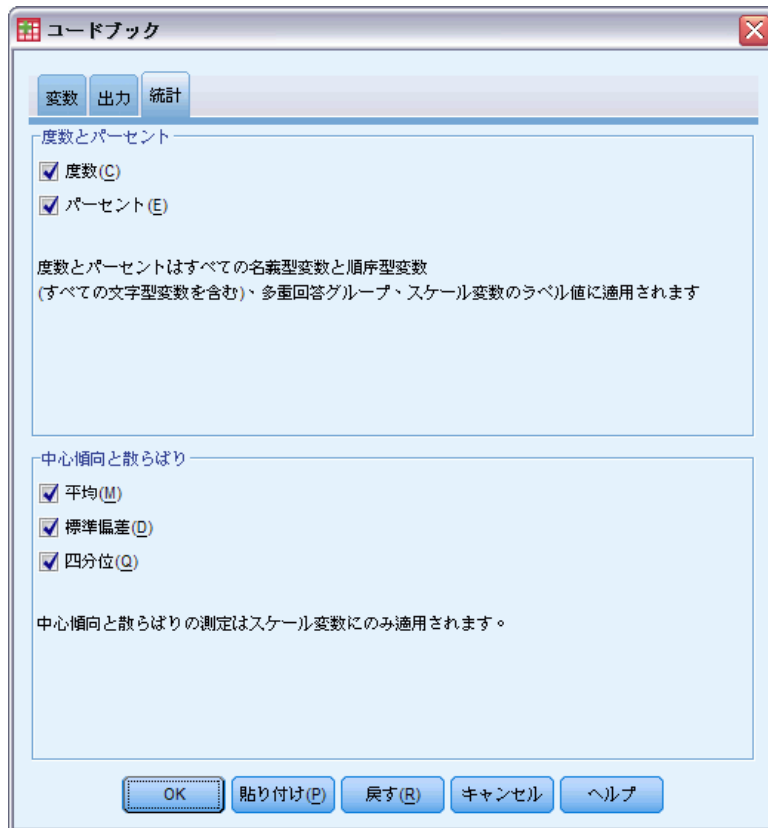 コードブック
変数 出力 統計
度数とパーセント
度数(C)
パーセント(E)
度数とパーセントはすべての名義型変数と順序型変数
(すべての文字型変数を含む)、多重回答グループ、スケール変数のラベル値に適用されます
中心傾向と散らばり
平均(M)
標準偏差(D)
四分位(Q)
中心傾向と散らばりの測定はスケール変数にのみ適用されます。
OK 貼り付け(P) 戻す(R) キャンセル ヘルプ